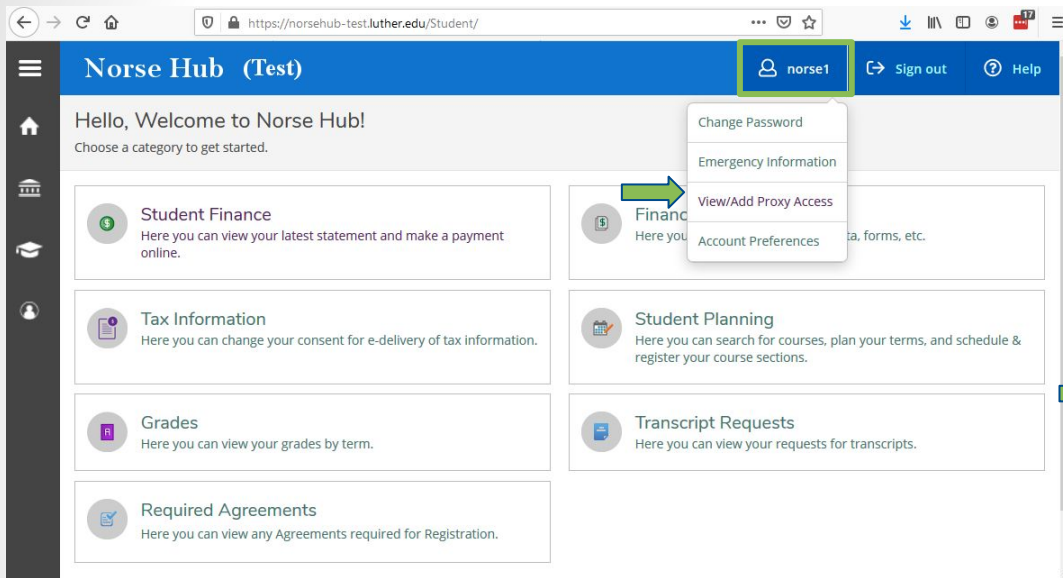 https://norsehub-test.luther.edu/Student/
17
Norse Hub (Test)
norse1
Sign out
Help
Hello, Welcome to Norse Hub!
Choose a category to get started.
Change Password
Emergency Information
View/Add Proxy Access
Account Preferences
Student Finance
Here you can view your latest statement and make a payment
online.
Financ
Here you
ta, forms, etc.
Tax Information
Here you can change your consent for e-delivery of tax information.
Student Planning
Here you can search for courses, plan your terms, and schedule &
register your course sections.
Grades
Here you can view your grades by term.
Transcript Requests
Here you can view your requests for transcripts.
Required Agreements
Here you can view any Agreements required for Registration.